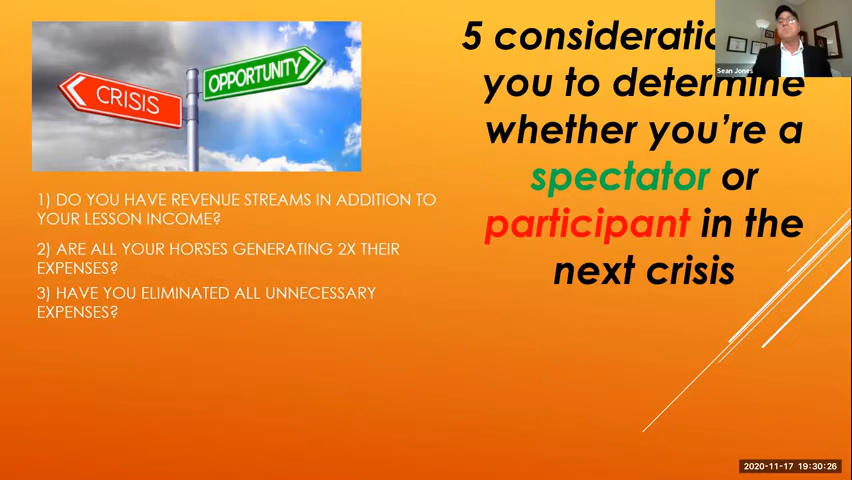 CRISIS
OPPORTUNITY
5
you to determine
whether you're a
spectator or
participant in the
next crisis
Sean Jones
1) DO YOU HAVE REVENUE STREAMS IN ADDITION TO
YOUR LESSON INCOME?
2) ARE ALL YOUR HORSES GENERATING 2X THEIR
EXPENSES?
3) HAVE YOU ELIMINATED ALL UNNECESSARY
EXPENSES?
2020-11-17 19:30:26